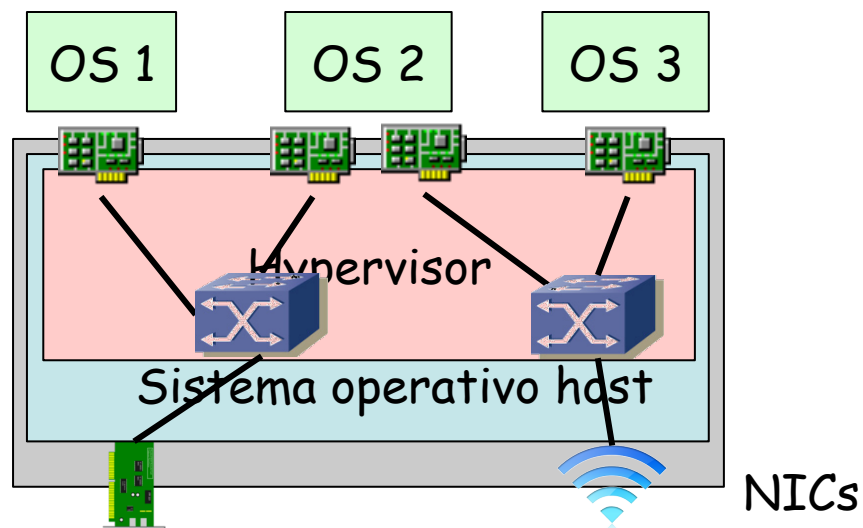 OS 1
OS 2
OS 3
Hypervisor
Sistema operativo host
NICs